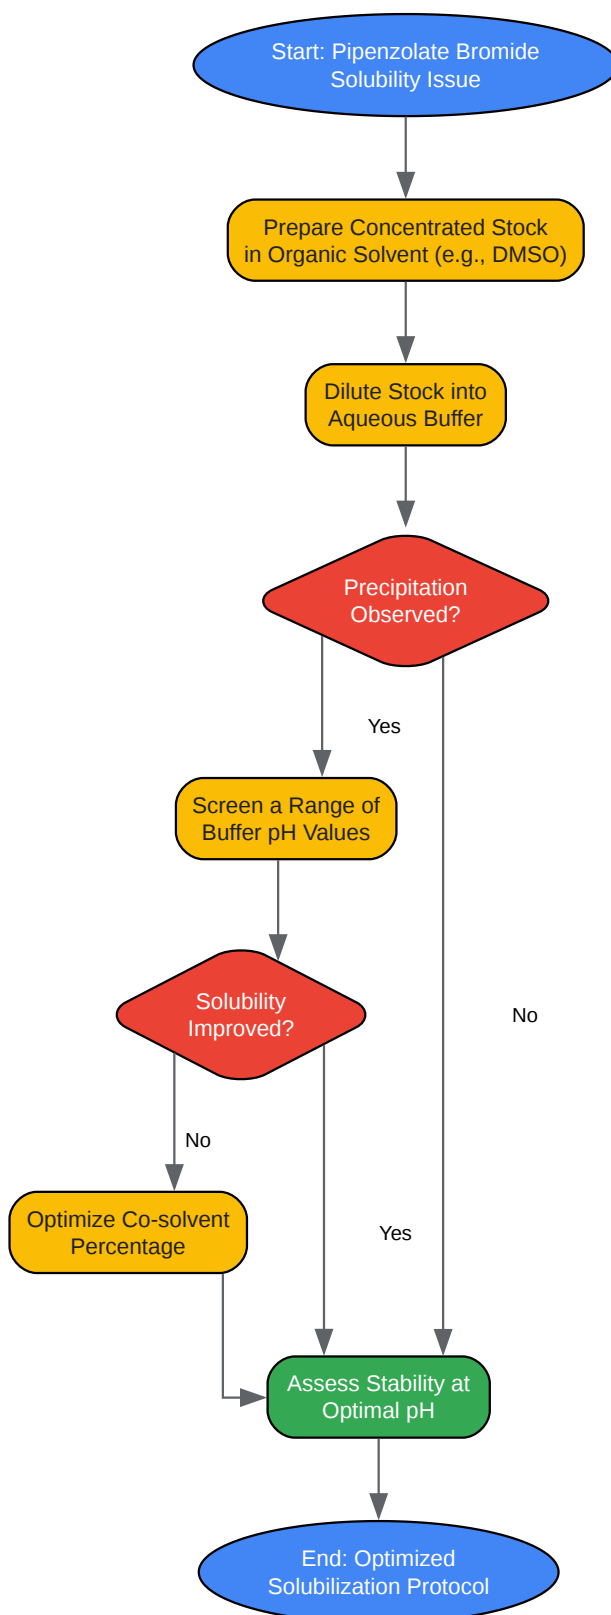 Start: Pipenzolate Bromide
Solubility Issue
Prepare Concentrated Stock
in Organic Solvent (e.g., DMSO)
Dilute Stock into
Aqueous Buffer
Precipitation
Observed?
Yes
Screen a Range of
Buffer pH Values
Solubility
Improved?
No
No
Optimize Co-solvent
Percentage
Yes
Assess Stability at
Optimal pH
End: Optimized
Solubilization Protocol